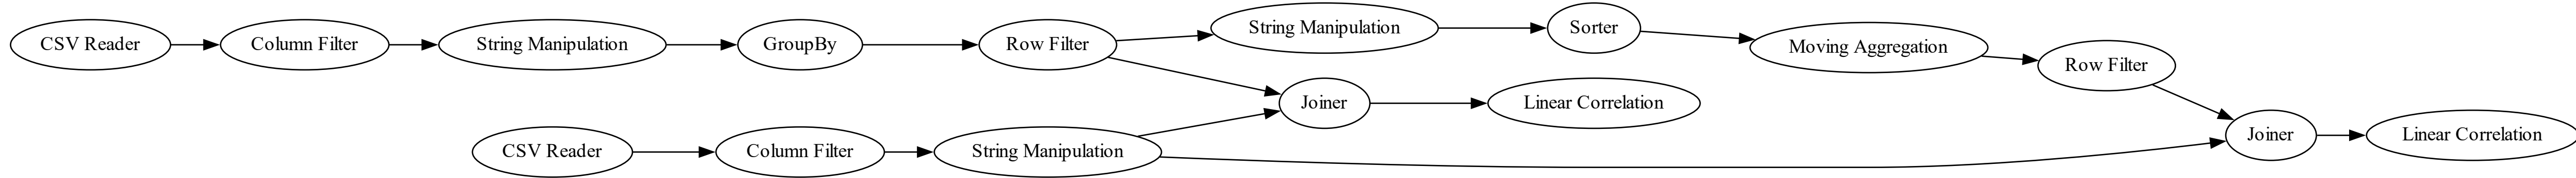 CSV Reader
Column Filter
String Manipulation
GroupBy
Row Filter
String Manipulation
Sorter
Moving Aggregation
Row Filter
Joiner
Linear Correlation
CSV Reader
Column Filter
String Manipulation
Joiner
Linear Correlation